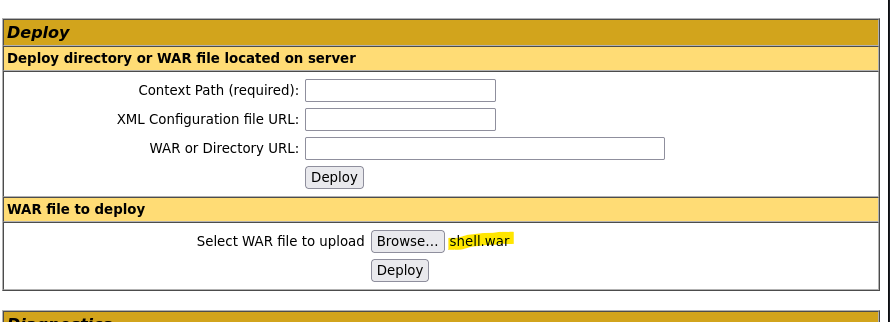 Deploy
Deploy directory or WAR file located on server
Context Path (required):
XML Configuration file URL:
WAR or Directory URL:
Deploy
WAR file to deploy
Select WAR file to upload Browse... shell.war
Deploy
Diagnostics